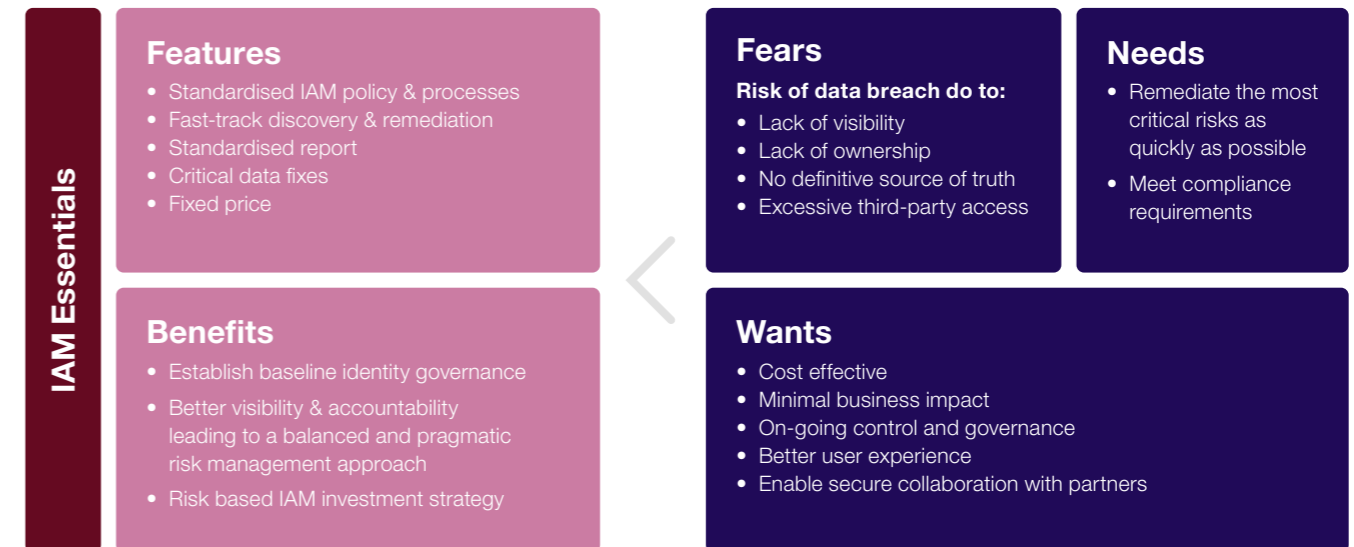 IAM Essentials
Features
• Standardised IAM policy & processes
• Fast-track discovery & remediation
• Standardised report
• Critical data fixes
• Fixed price
Benefits
• Establish baseline identity governance
• Better visibility & accountability
leading to a balanced and pragmatic
risk management approach
• Risk based IAM investment strategy
Fears
Risk of data breach do to:
• Lack of visibility
• Lack of ownership
• No definitive source of truth
• Excessive third-party access
Needs
• Remediate the most
critical risks as
quickly as possible
• Meet compliance
requirements
Wants
• Cost effective
• Minimal business impact
• On-going control and governance
• Better user experience
• Enable secure collaboration with partners